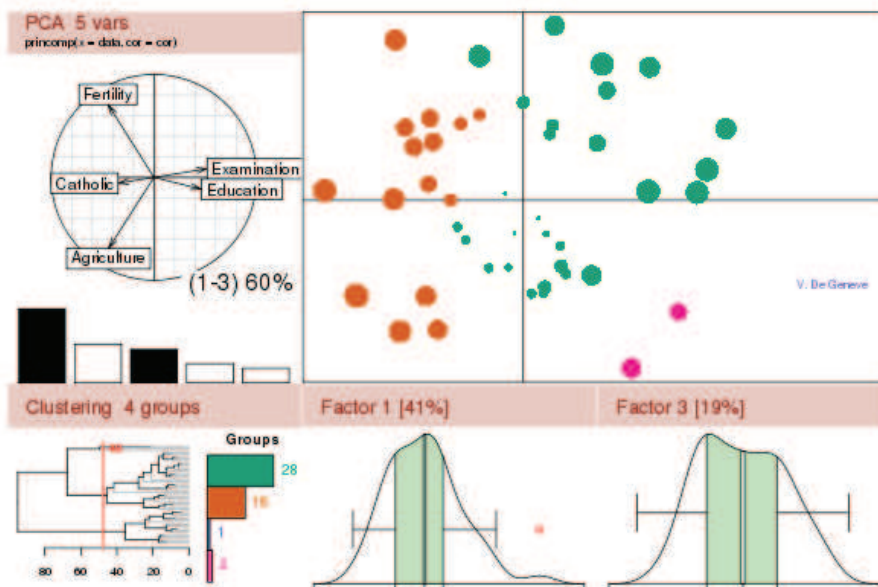 PCA 5 vars
princomp(x = data, cor = cor)
Fertility
Examination
Catholic
Education
Agriculture
(1-3) 60%
V. De Geneve
Clustering 4 groups
Factor 1 [41%]
Factor 3 [19%]
Groups
28
16
1
2
80 60 40 20 0